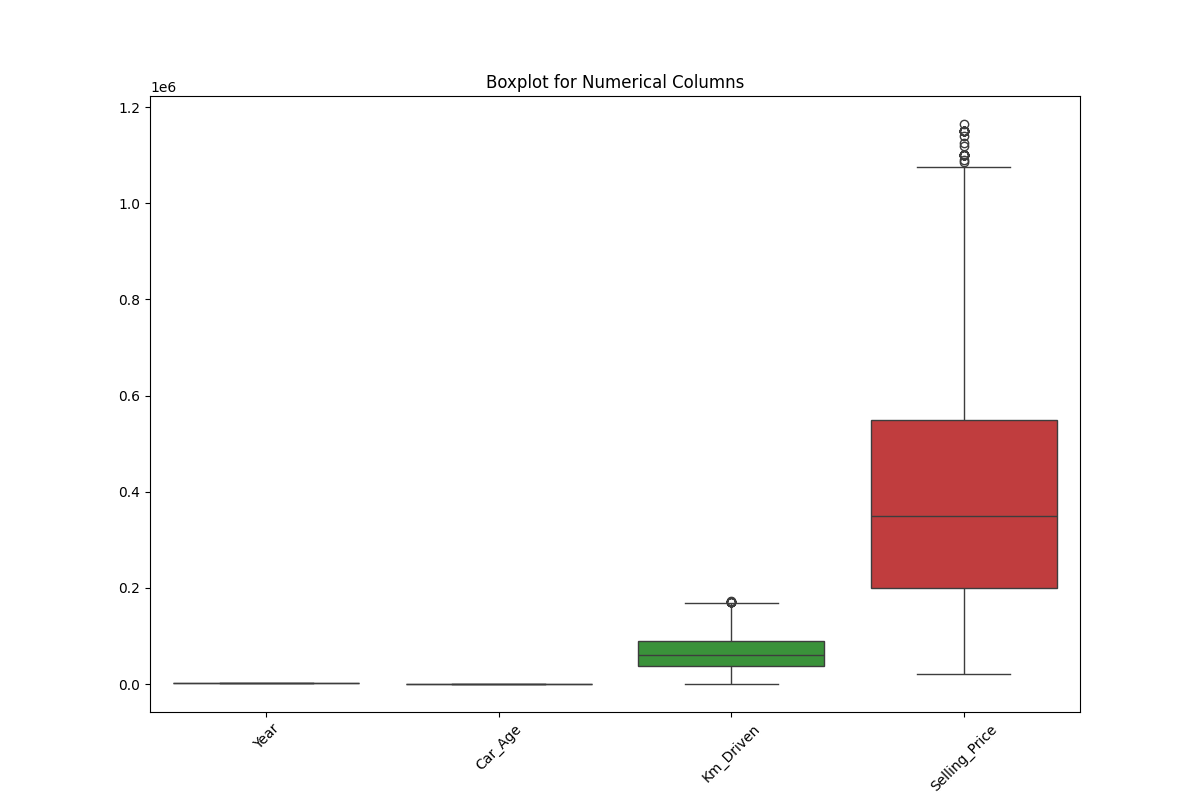 Boxplot for Numerical Columns
1e6
1.2
1.0
0.8
0.6
0.4
0.2
0.0
Year
Car_Age
Km_Driven
Selling_Price